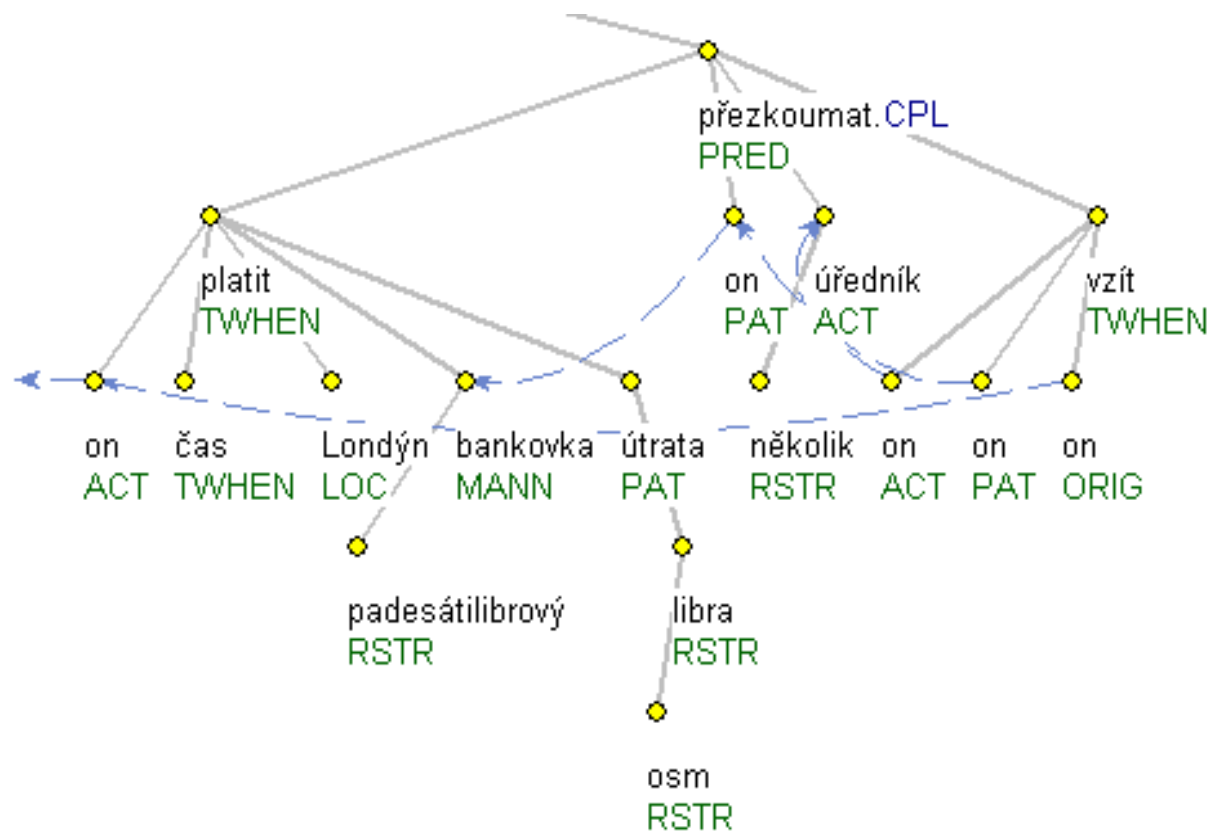 přezkoumat.CPL
PRED
platit
TWHEN
on
PAT
úředník
ACT
vzít
TWHEN
on
ACT
čas
TWHEN
Londýn
LOC
bankovka
MANN
útrata
PAT
několik
RSTR
on
ACT
on
PAT
on
ORIG
padesátilibrový
RSTR
libra
RSTR
osm
RSTR